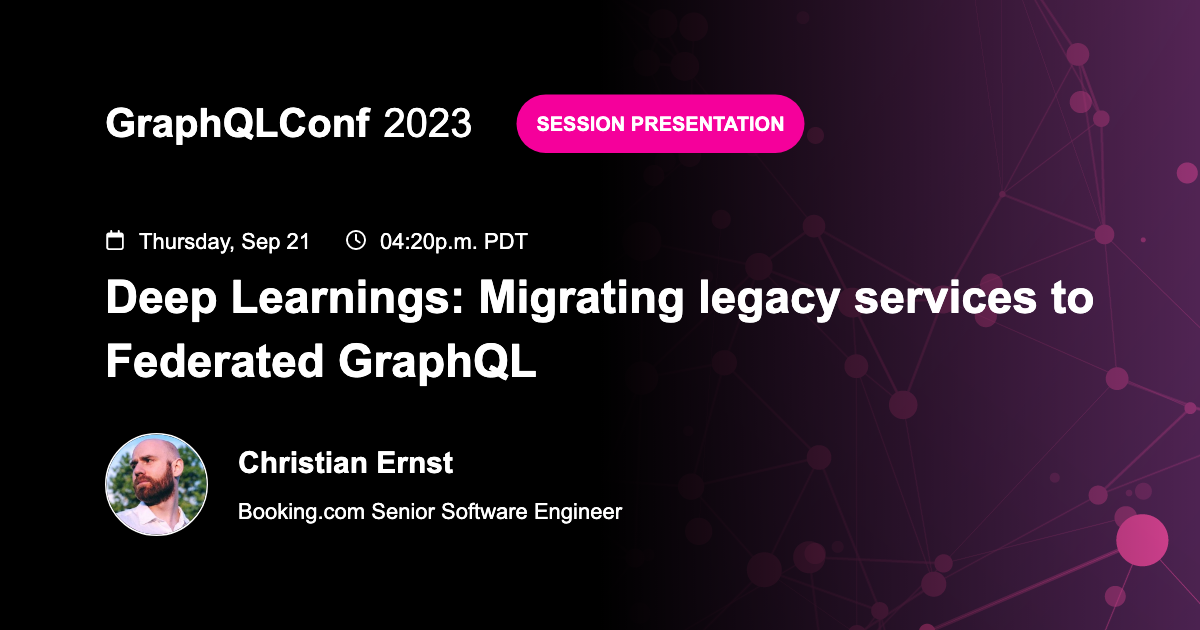 GraphQLConf 2023
SESSION PRESENTATION
Thursday, Sep 21
04:20p.m. PDT
Deep Learnings: Migrating legacy services to
Federated GraphQL
Christian Ernst
Booking.com Senior Software Engineer